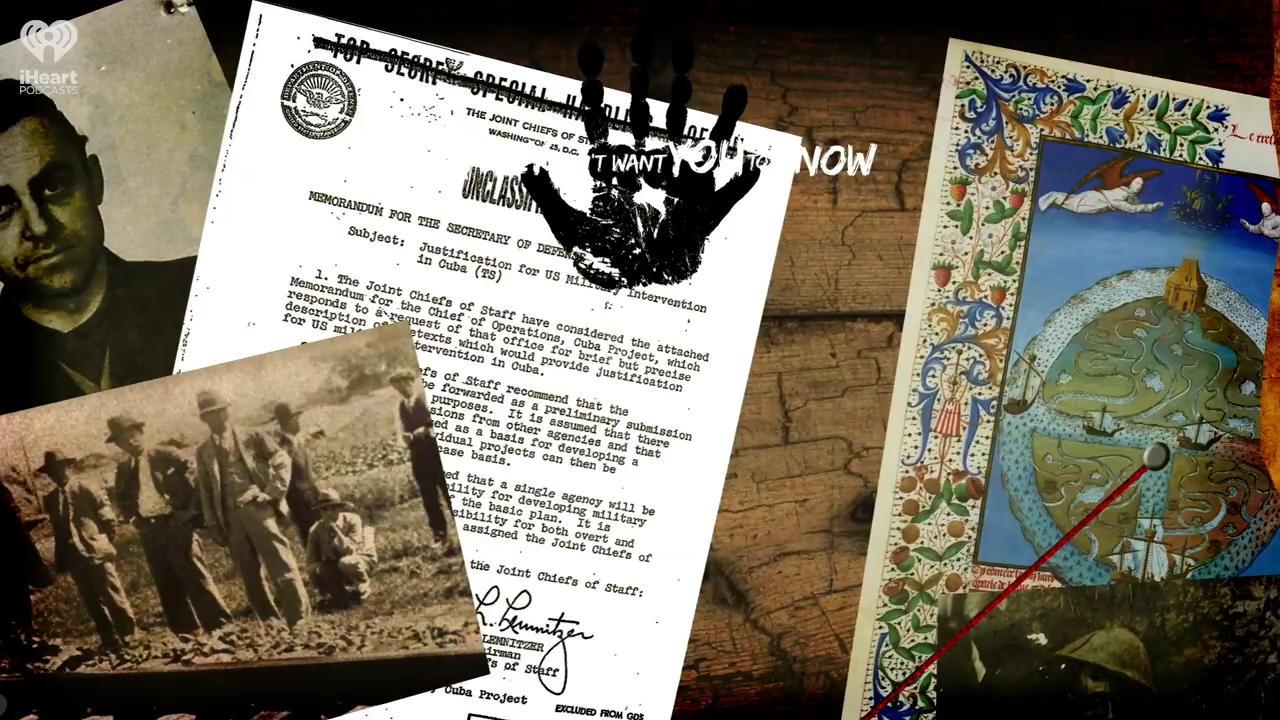 iHeart
PODCASTS
TOP SECRET SPECIAL HANDLING NOFORN
THE JOINT CHIEFS OF
WASHINGTON 25, D.C.
'T WANT YOU TO KNOW
MEMORANDUM FOR THE SECRETARY OF DEFENSE
Subject: Justification for US Military Intervention
in Cuba (TS)
1. The Joint Chiefs of Staff have considered the attached
Memorandum for the Chief of Operations, Cuba Project, which
responds to a request of that office for brief but precise
description of pretexts which would provide justification
for US military intervention in Cuba.
efs of Staff recommend that the
be forwarded as a preliminary submission
purposes. It is assumed that there
sions from other agencies and that
ed as a basis for developing a
vidual projects can then be
case basis.
ed that a single agency will be
bility for developing military
the basic plan. It is
sibility for both overt and
assigned the Joint Chiefs of
the Joint Chiefs of Staff:
L. Lemnitzer
LEMNITZER
irman
s of Staff
Cuba Project
EXCLUDED FROM GDS